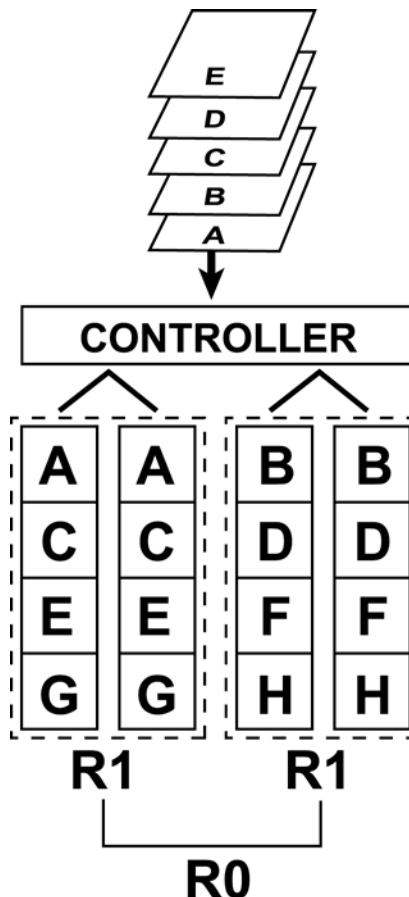 E
D
C
B
A
CONTROLLER
A A B B
C C D D
E E F F
G G H H
R1 R1
R0